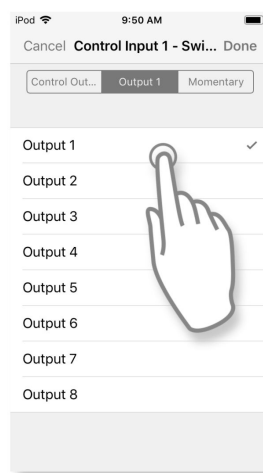 iPod 9:50 AM
Cancel Control Input 1 - Swi... Done
Control Out... Output 1 Momentary
Output 1
Output 2
Output 3
Output 4
Output 5
Output 6
Output 7
Output 8